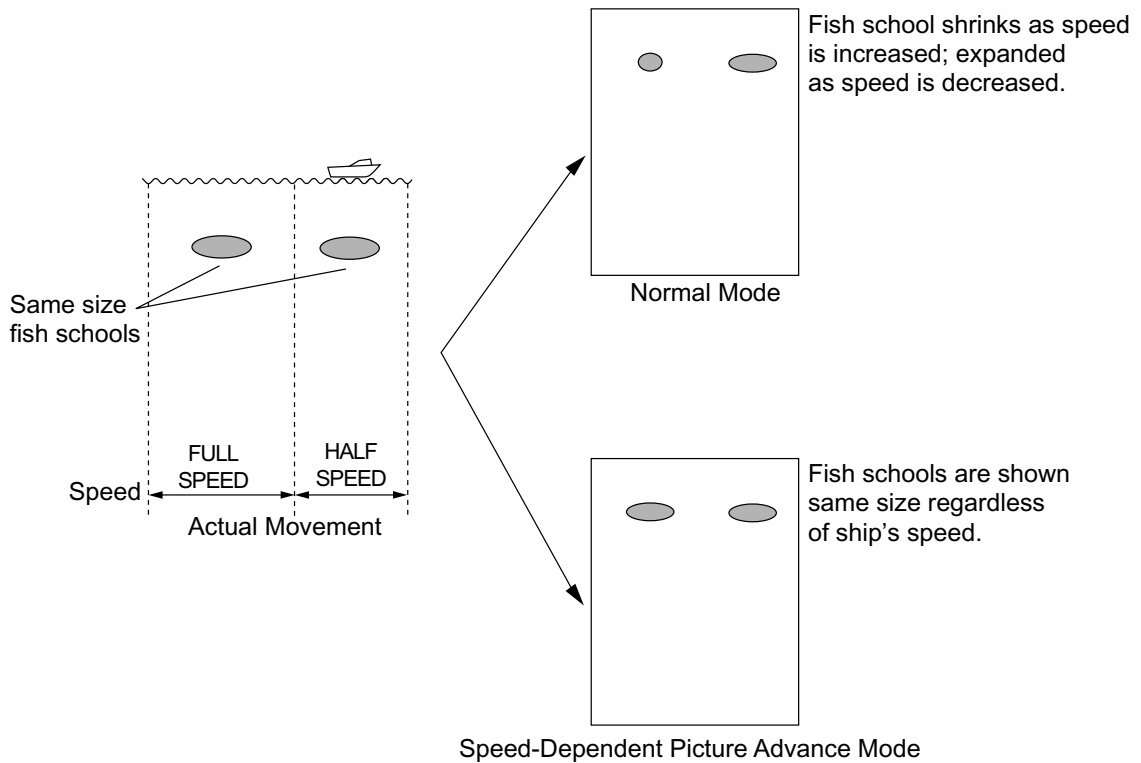 Fish school shrinks as speed
is increased; expanded
as speed is decreased.
Normal Mode
Same size
fish schools
FULL
SPEED
HALF
SPEED
Speed
Actual Movement
Fish schools are shown
same size regardless
of ship's speed.
Speed-Dependent Picture Advance Mode